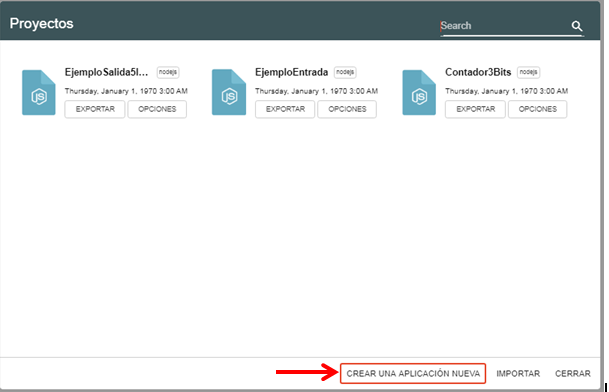 Proyectos
Search
EjemploSalida5l... nodejs
Thursday, January 1, 1970 3:00 AM
EXPORTAR OPCIONES
EjemploEntrada nodejs
Thursday, January 1, 1970 3:00 AM
EXPORTAR OPCIONES
Contador3Bits nodejs
Thursday, January 1, 1970 3:00 AM
EXPORTAR OPCIONES
JS
JS
JS
CREAR UNA APLICACIÓN NUEVA IMPORTAR CERRAR